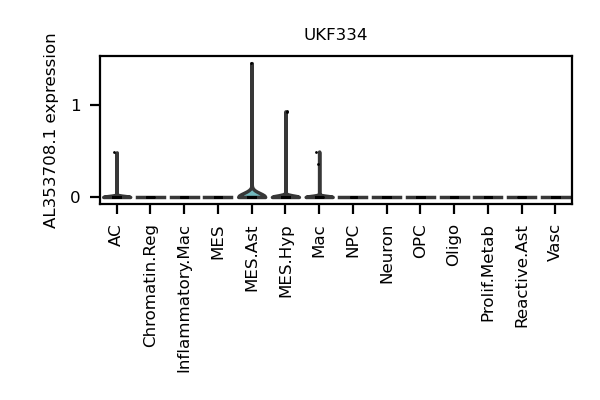 UKF334
AL353708.1 expression
1
0
AC
Chromatin.Reg
Inflammatory.Mac
MES
MES.Ast
MES.Hyp
Mac
NPC
Neuron
OPC
Oligo
Prolif.Metab
Reactive.Ast
Vasc